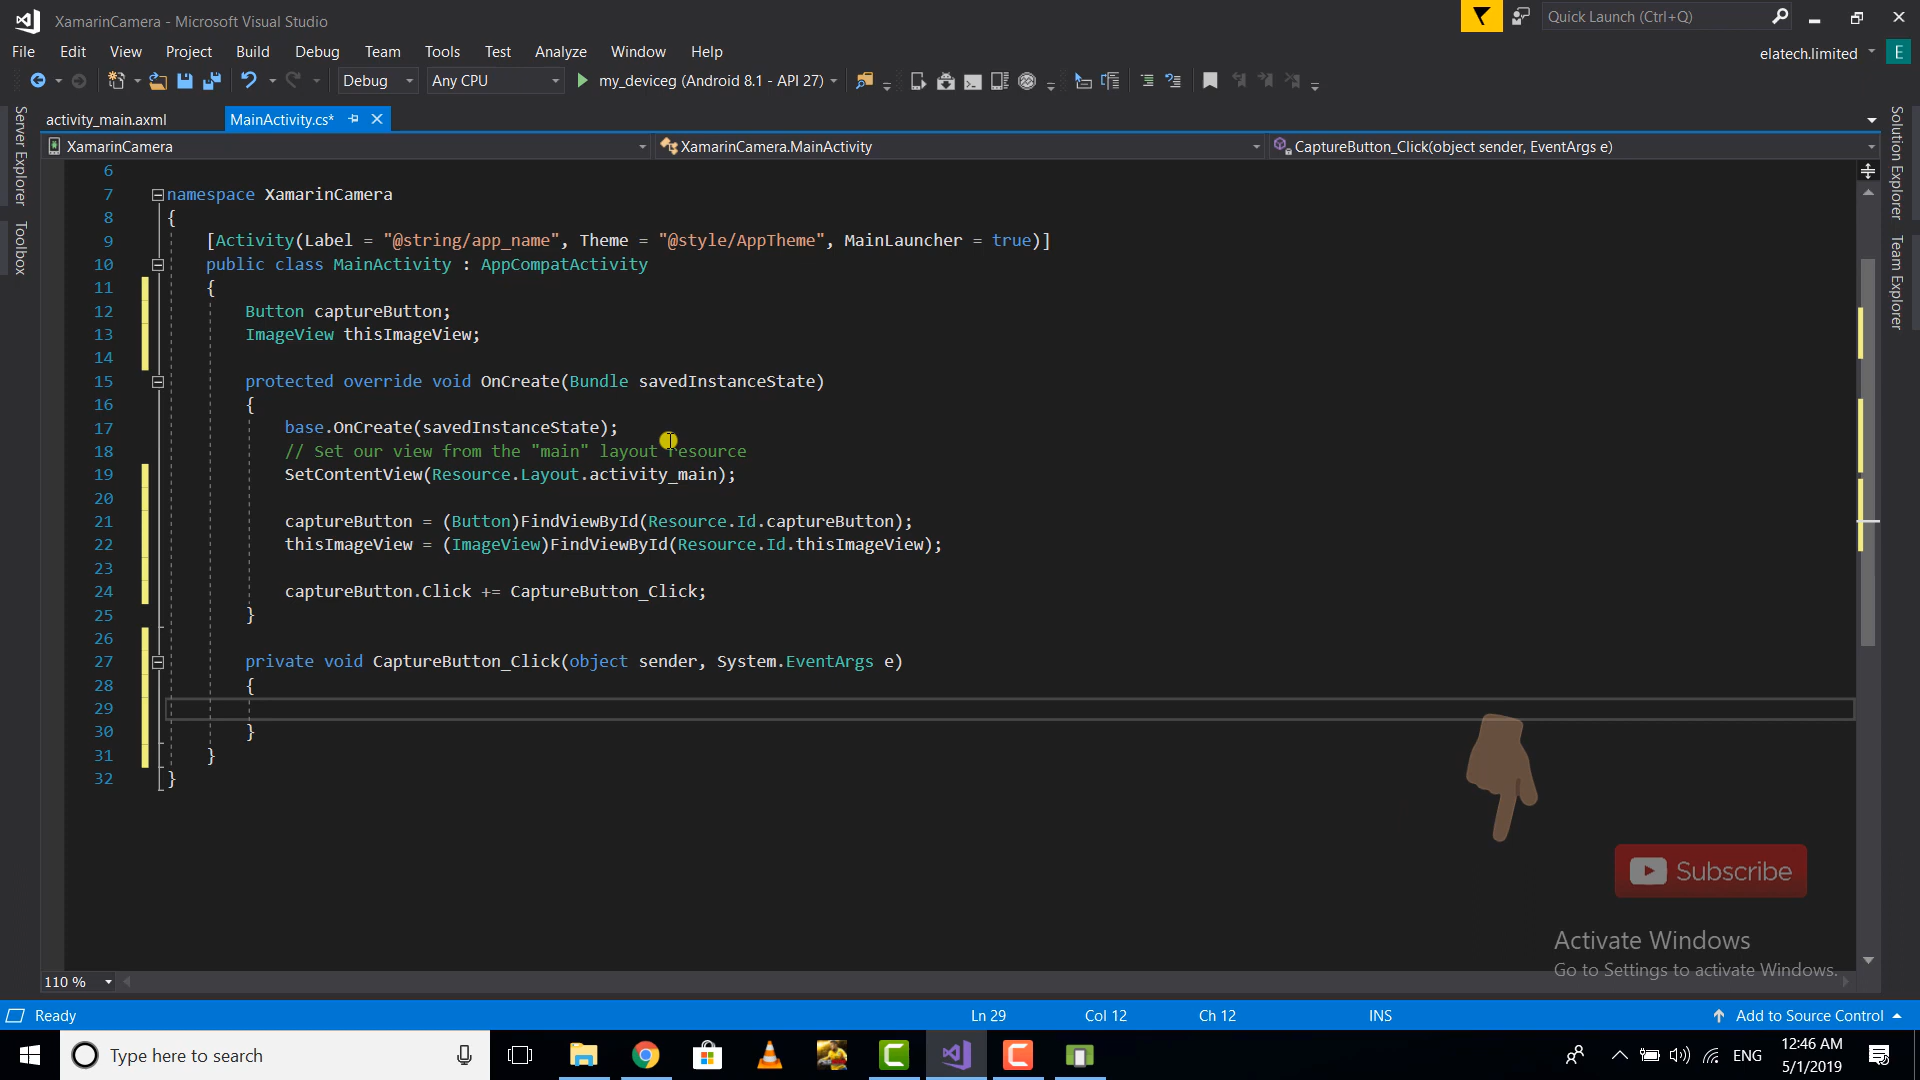 XamarinCamera - Microsoft Visual Studio
Quick Launch (Ctrl+Q)
File Edit View Project Build Debug Team Tools Test Analyze Window Help
elatech.limited E
Debug Any CPU my_deviceg (Android 8.1 - API 27)
Server Explorer
Toolbox
Solution Explorer
Team Explorer
activity_main.axml MainActivity.cs*
XamarinCamera XamarinCamera.MainActivity CaptureButton_Click(object sender, EventArgs e)
6
7 namespace XamarinCamera
8 {
9 [Activity(Label = "@string/app_name", Theme = "@style/AppTheme", MainLauncher = true)]
10 public class MainActivity : AppCompatActivity
11 {
12 Button captureButton;
13 ImageView thisImageView;
14
15 protected override void OnCreate(Bundle savedInstanceState)
16 {
17 base.OnCreate(savedInstanceState);
18 // Set our view from the "main" layout resource
19 SetContentView(Resource.Layout.activity_main);
20
21 captureButton = (Button)FindViewById(Resource.Id.captureButton);
22 thisImageView = (ImageView)FindViewById(Resource.Id.thisImageView);
23
24 captureButton.Click += CaptureButton_Click;
25 }
26
27 private void CaptureButton_Click(object sender, System.EventArgs e)
28 {
29
30 }
31 }
32 }
Subscribe
Activate Windows
Go to Settings to activate Windows.
110 %
Ready Ln 29 Col 12 Ch 12 INS Add to Source Control
Type here to search
ENG
12:46 AM
5/1/2019